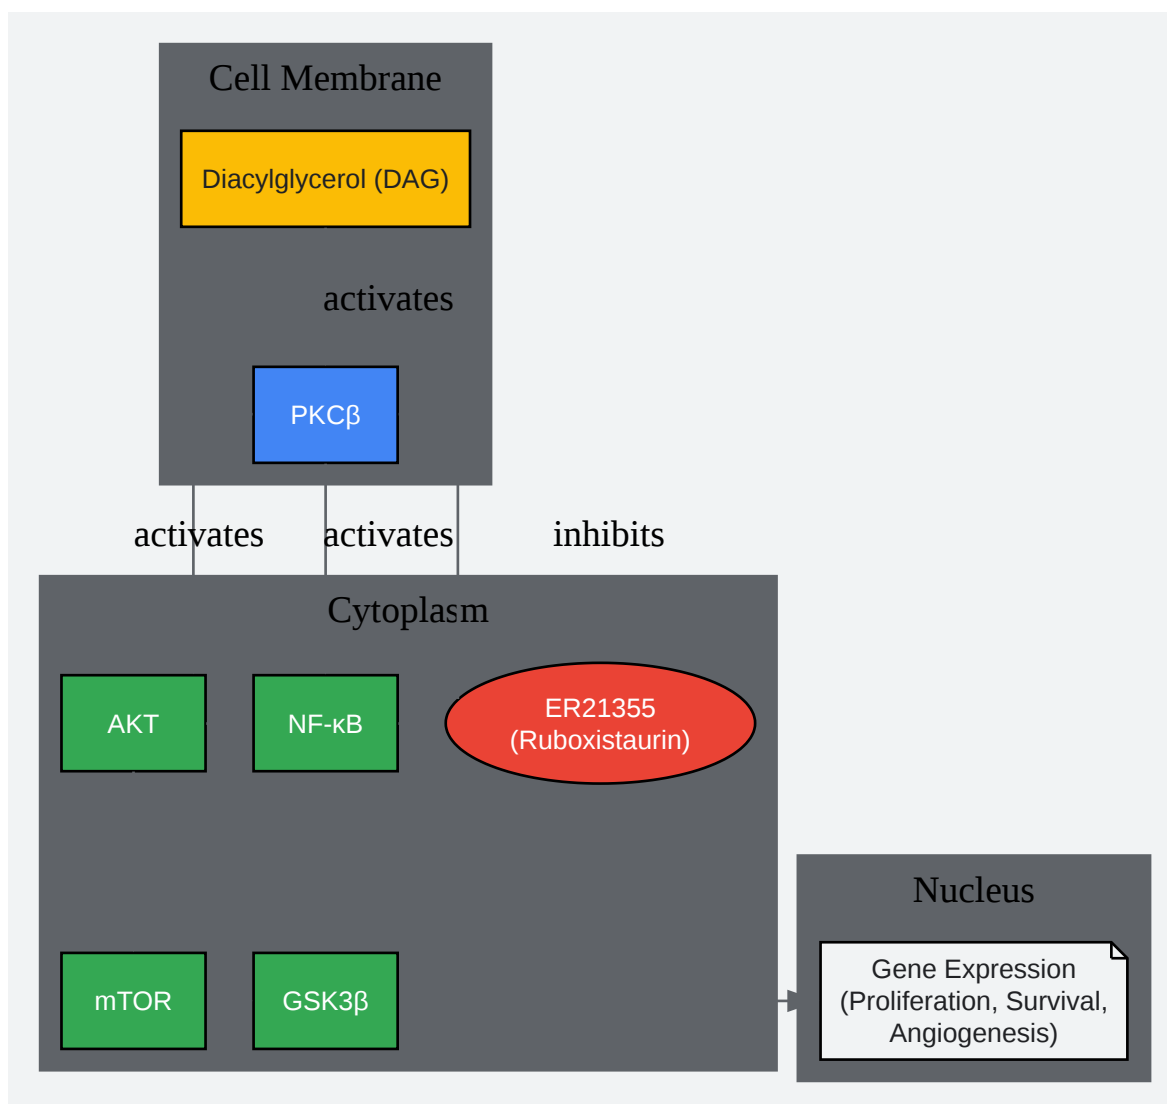 Cell Membrane
Diacylglycerol (DAG)
activates
PKCβ
activates
activates
inhibits
Cytoplasm
AKT
NF-κB
ER21355
(Ruboxistaurin)
mTOR
GSK3β
Nucleus
Gene Expression
(Proliferation, Survival,
Angiogenesis)